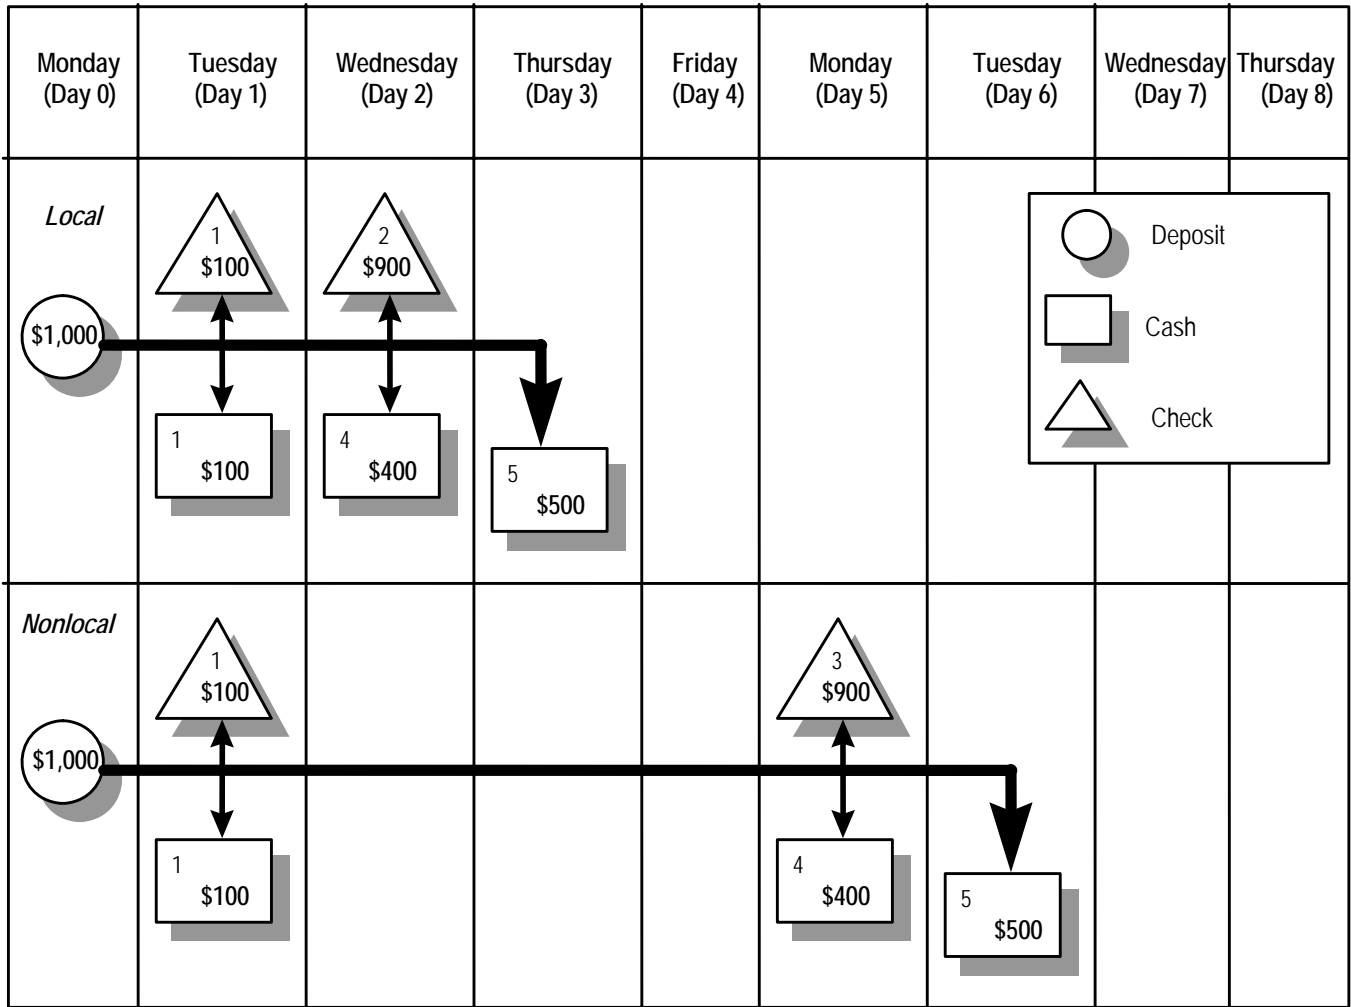 Monday
(Day 0)
Tuesday
(Day 1)
Wednesday
(Day 2)
Thursday
(Day 3)
Friday
(Day 4)
Monday
(Day 5)
Tuesday
(Day 6)
Wednesday
(Day 7)
Thursday
(Day 8)
Local
$1,000
1
$100
2
$900
1
$100
4
$400
5
$500
Deposit
Cash
Check
Nonlocal
$1,000
1
$100
3
$900
1
$100
4
$400
5
$500